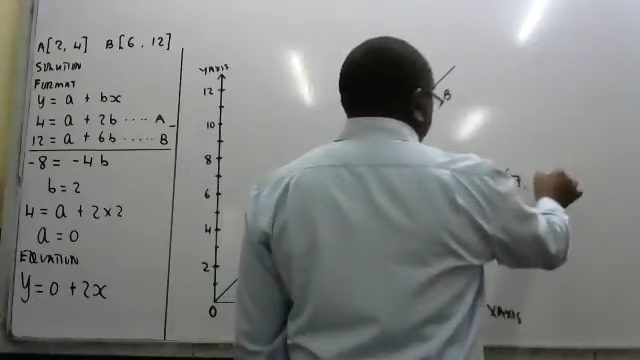 A[2, 4] B[6, 12]
SOLUTION
FORMAT
y = a + bx
4 = a + 2b ···· A
12 = a + 6b ····· B
-8 = -4b
b = 2
4 = a + 2×2
a = 0
EQUATION
y = 0 + 2x
YAXIS
12
10
8
6
4
2
0
B
XAXIS